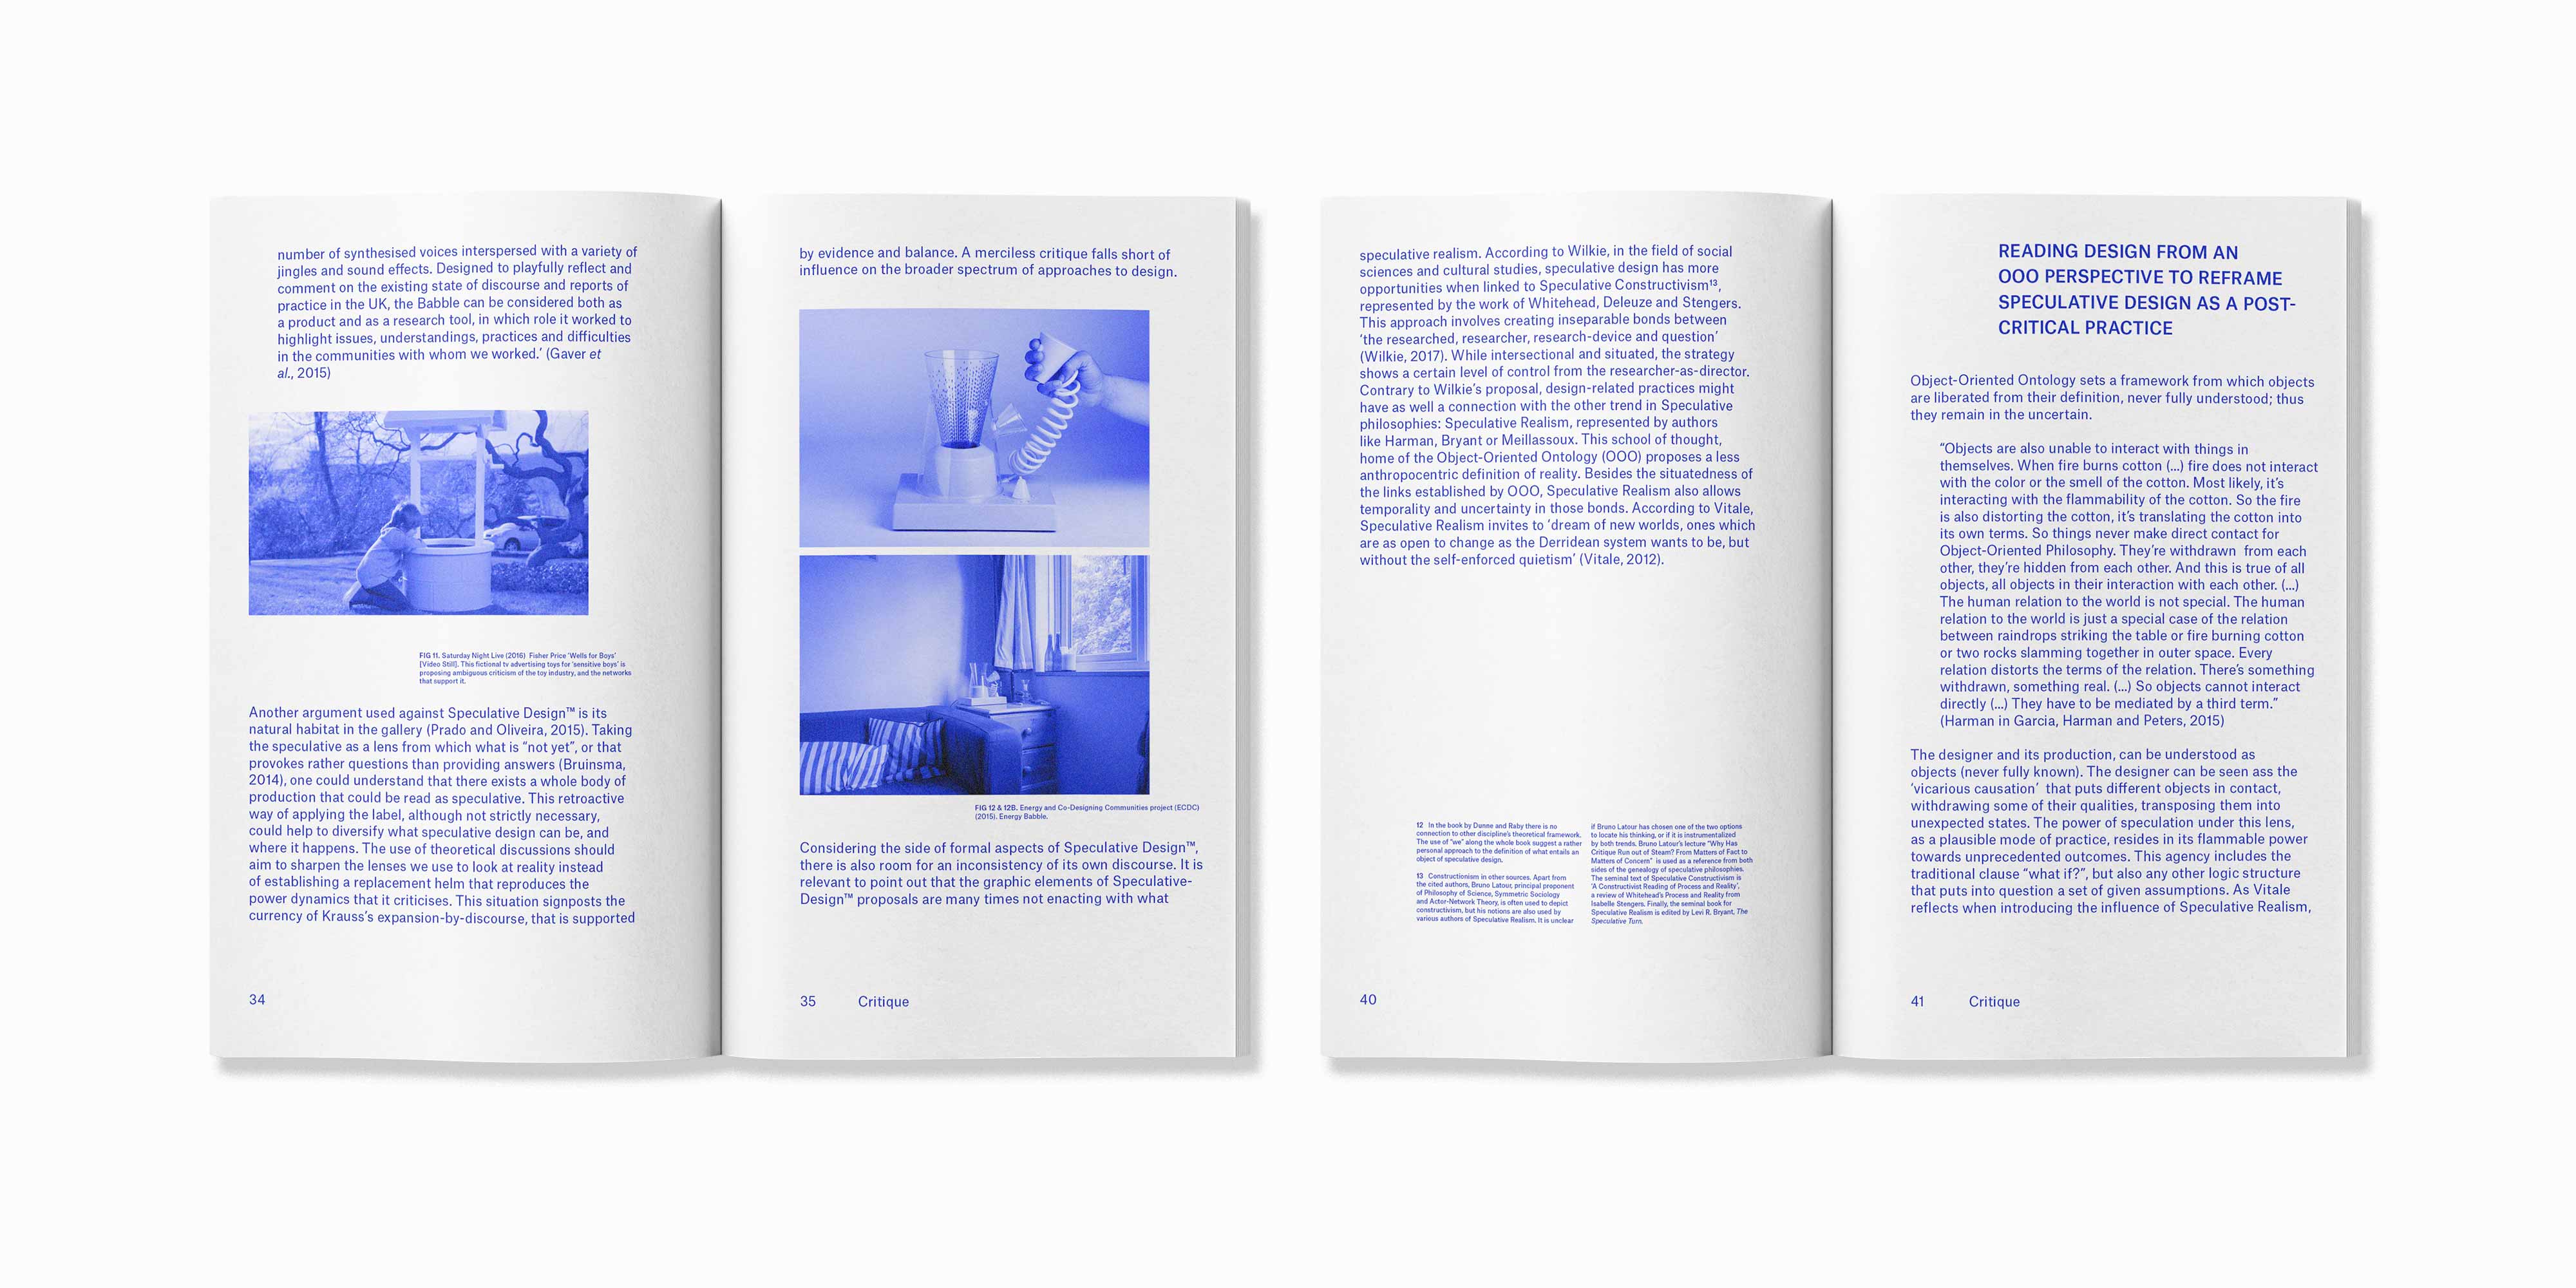 number of synthesised voices interspersed with a variety of
jingles and sound effects. Designed to playfully reflect and
comment on the existing state of discourse and reports of
practice in the UK, the Babble can be considered both as
a product and as a research tool, in which role it worked to
highlight issues, understandings, practices and difficulties
in the communities with whom we worked.’ (Gaver et
al., 2015)
FIG 11. Saturday Night Live (2016) Fisher Price ‘Wells for Boys’
[Video Still]. This fictional tv advertising toys for ‘sensitive boys’ is
proposing ambiguous criticism of the toy industry, and the networks
that support it.
Another argument used against Speculative Design™ is its
natural habitat in the gallery (Prado and Oliveira, 2015). Taking
the speculative as a lens from which what is “not yet”, or that
provokes rather questions than providing answers (Bruinsma,
2014), one could understand that there exists a whole body of
production that could be read as speculative. This retroactive
way of applying the label, although not strictly necessary,
could help to diversify what speculative design can be, and
where it happens. The use of theoretical discussions should
aim to sharpen the lenses we use to look at reality instead
of establishing a replacement helm that reproduces the
power dynamics that it criticises. This situation signposts the
currency of Krauss’s expansion-by-discourse, that is supported
34
by evidence and balance. A merciless critique falls short of
influence on the broader spectrum of approaches to design.
FIG 12 & 12B. Energy and Co-Designing Communities project (ECDC)
(2015). Energy Babble.
Considering the side of formal aspects of Speculative Design™,
there is also room for an inconsistency of its own discourse. It is
relevant to point out that the graphic elements of Speculative-
Design™ proposals are many times not enacting with what
35 Critique
speculative realism. According to Wilkie, in the field of social
sciences and cultural studies, speculative design has more
opportunities when linked to Speculative Constructivism¹³,
represented by the work of Whitehead, Deleuze and Stengers.
This approach involves creating inseparable bonds between
‘the researched, researcher, research-device and question’
(Wilkie, 2017). While intersectional and situated, the strategy
shows a certain level of control from the researcher-as-director.
Contrary to Wilkie’s proposal, design-related practices might
have as well a connection with the other trend in Speculative
philosophies: Speculative Realism, represented by authors
like Harman, Bryant or Meillassoux. This school of thought,
home of the Object-Oriented Ontology (OOO) proposes a less
anthropocentric definition of reality. Besides the situatedness of
the links established by OOO, Speculative Realism also allows
temporality and uncertainty in those bonds. According to Vitale,
Speculative Realism invites to ‘dream of new worlds, ones which
are as open to change as the Derridean system wants to be, but
without the self-enforced quietism’ (Vitale, 2012).
12 In the book by Dunne and Raby there is no
connection to other discipline’s theoretical framework.
The use of “we” along the whole book suggest a rather
personal approach to the definition of what entails an
object of speculative design.
13 Constructionism in other sources. Apart from
the cited authors, Bruno Latour, principal proponent
of Philosophy of Science, Symmetric Sociology
and Actor-Network Theory, is often used to depict
constructivism, but his notions are also used by
various authors of Speculative Realism. It is unclear
if Bruno Latour has chosen one of the two options
to locate his thinking, or if it is instrumentalized
by both trends. Bruno Latour’s lecture “Why Has
Critique Run out of Steam? From Matters of Fact to
Matters of Concern” is used as a reference from both
sides of the genealogy of speculative philosophies.
The seminal text of Speculative Constructivism is
‘A Constructivist Reading of Process and Reality’,
a review of Whitehead’s Process and Reality from
Isabelle Stengers. Finally, the seminal book for
Speculative Realism is edited by Levi R. Bryant, The
Speculative Turn.
40
READING DESIGN FROM AN
OOO PERSPECTIVE TO REFRAME
SPECULATIVE DESIGN AS A POST-
CRITICAL PRACTICE
Object-Oriented Ontology sets a framework from which objects
are liberated from their definition, never fully understood; thus
they remain in the uncertain.
“Objects are also unable to interact with things in
themselves. When fire burns cotton (...) fire does not interact
with the color or the smell of the cotton. Most likely, it’s
interacting with the flammability of the cotton. So the fire
is also distorting the cotton, it’s translating the cotton into
its own terms. So things never make direct contact for
Object-Oriented Philosophy. They’re withdrawn from each
other, they’re hidden from each other. And this is true of all
objects, all objects in their interaction with each other. (...)
The human relation to the world is not special. The human
relation to the world is just a special case of the relation
between raindrops striking the table or fire burning cotton
or two rocks slamming together in outer space. Every
relation distorts the terms of the relation. There’s something
withdrawn, something real. (...) So objects cannot interact
directly (...) They have to be mediated by a third term.”
(Harman in Garcia, Harman and Peters, 2015)
The designer and its production, can be understood as
objects (never fully known). The designer can be seen ass the
‘vicarious causation’ that puts different objects in contact,
withdrawing some of their qualities, transposing them into
unexpected states. The power of speculation under this lens,
as a plausible mode of practice, resides in its flammable power
towards unprecedented outcomes. This agency includes the
traditional clause “what if?”, but also any other logic structure
that puts into question a set of given assumptions. As Vitale
reflects when introducing the influence of Speculative Realism,
41 Critique